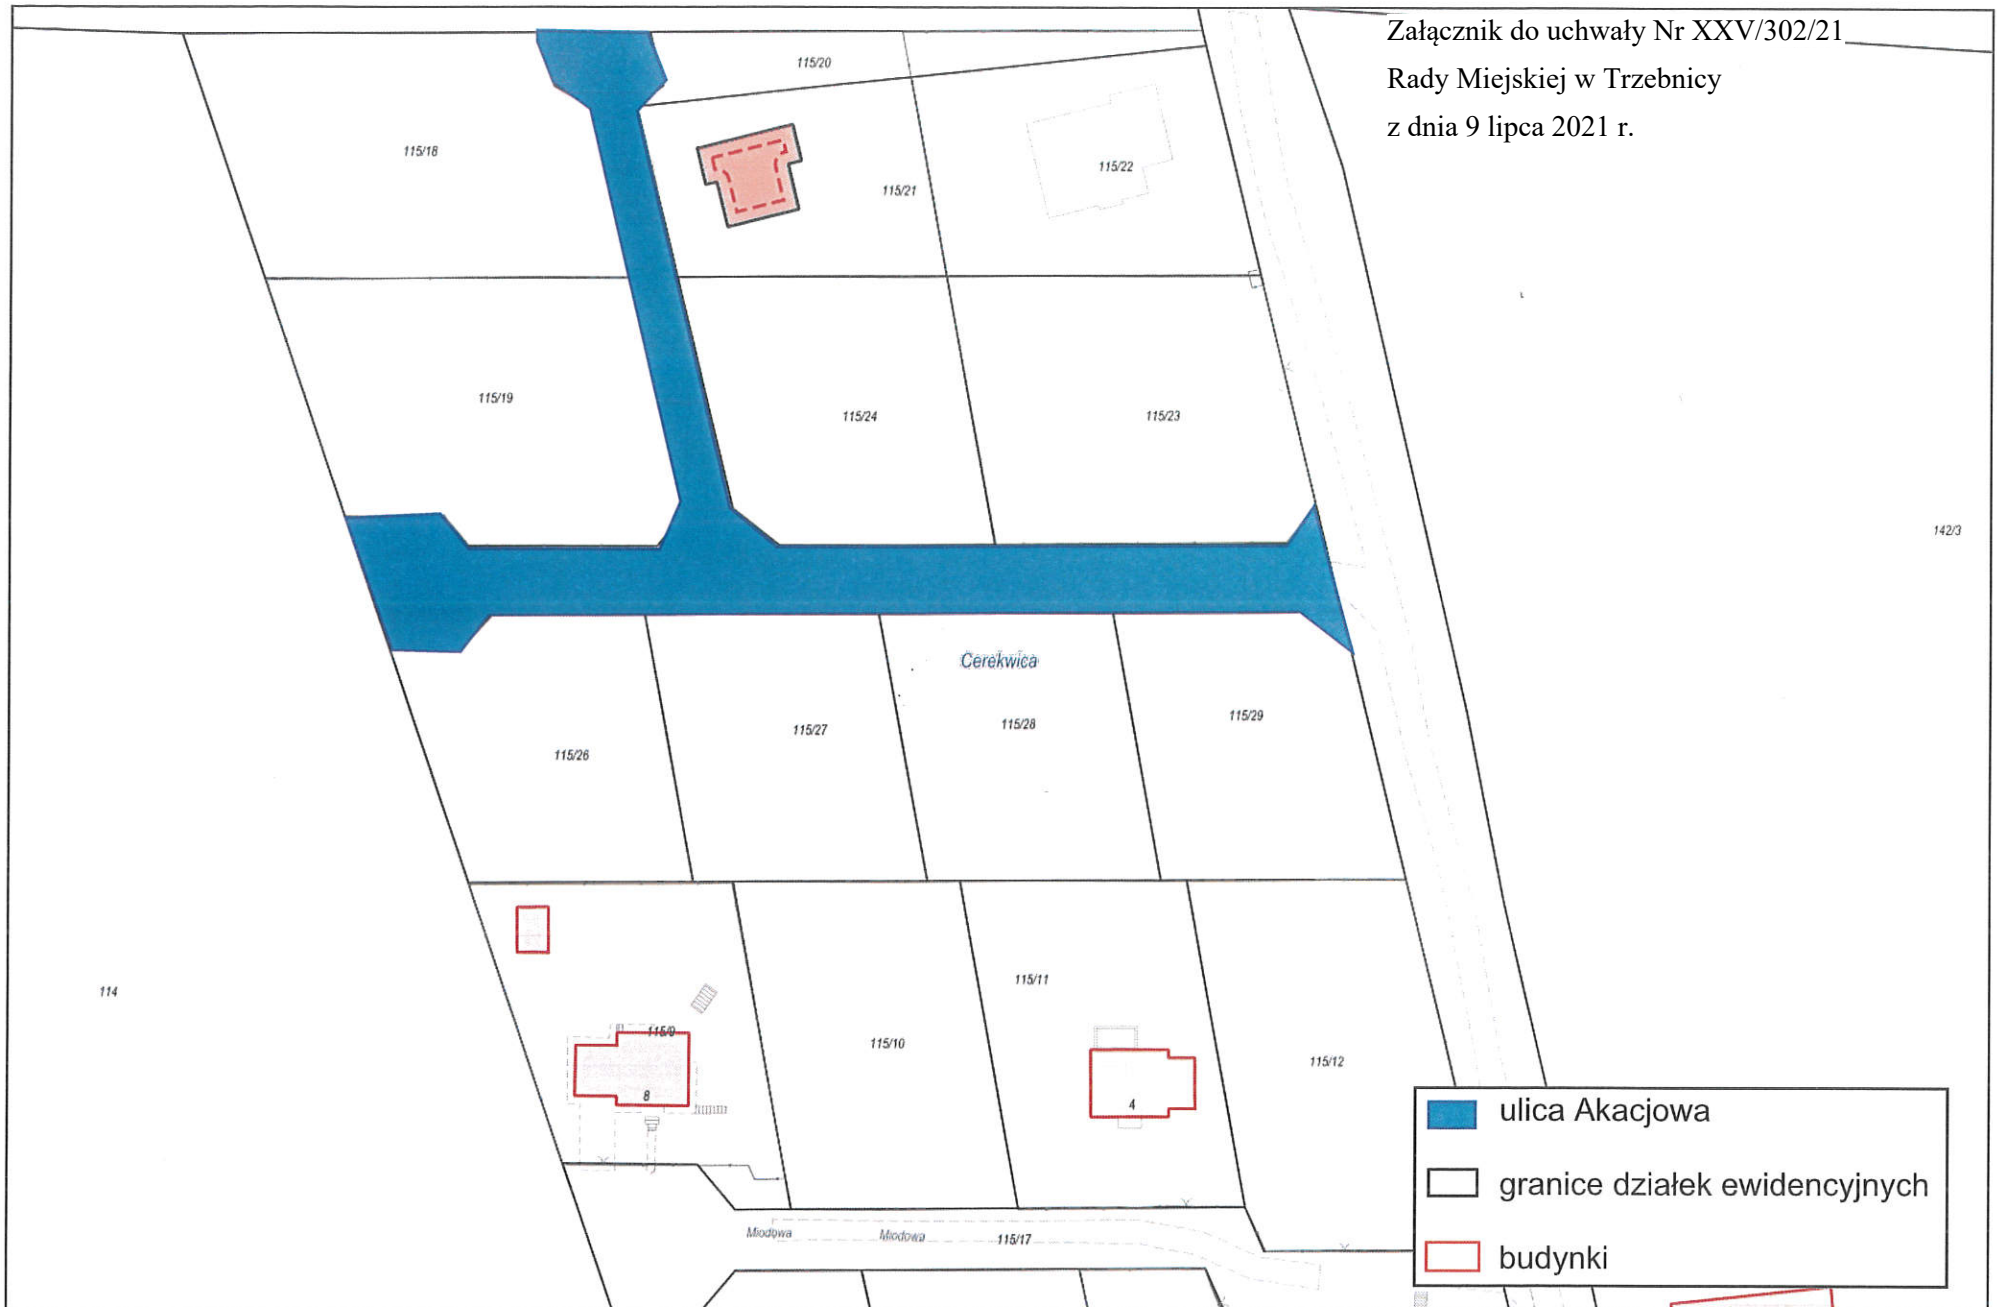 Załącznik do uchwały Nr XXV/302/21
Rady Miejskiej w Trzebnicy
z dnia 9 lipca 2021 r.
115/20
115/18
115/21
115/22
115/19
115/24
115/23
142/3
Cerekwica
115/26
115/27
115/28
115/29
114
115/9
8
115/10
115/11
4
115/12
Miodowa
Miodowa
115/17
ulica Akacjowa
granice działek ewidencyjnych
budynki